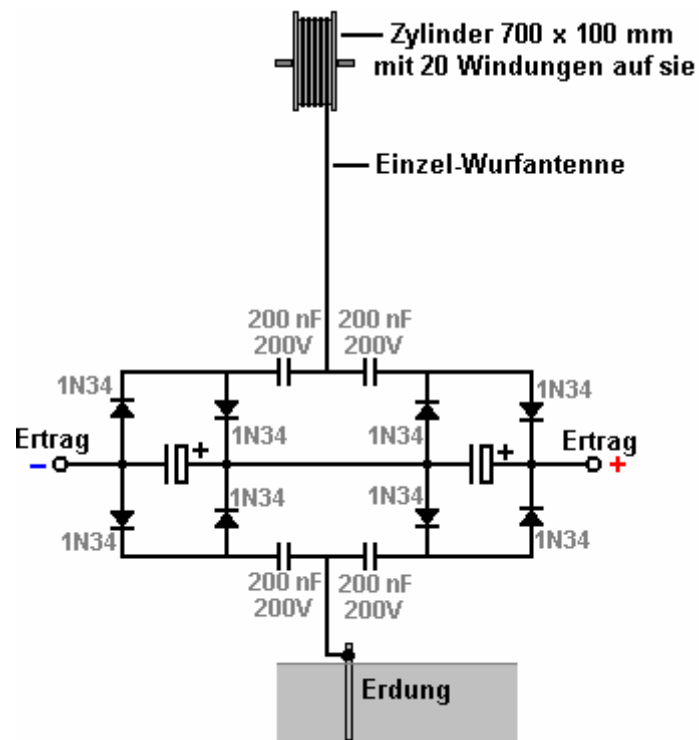 Zylinder 700 x 100 mm
mit 20 Windungen auf sie
Einzel-Wurfantenne
200 nF
200V
200 nF
200V
1N34
1N34
1N34
1N34
Ertrag
Ertrag
-
+
+
+
1N34
1N34
1N34
1N34
200 nF
200V
200 nF
200V
Erdung